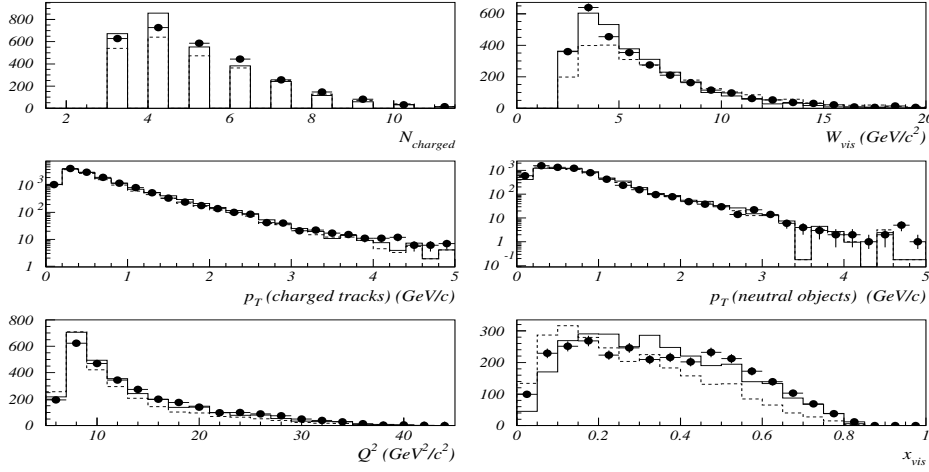 800
600
400
200
0
2 4 6 8 10
N_charged
600
400
200
0
0 5 10 15 20
W_vis (GeV/c²)
10³
10²
10
1
0 1 2 3 4 5
p_T (charged tracks) (GeV/c)
10³
10²
10
1
10⁻¹
0 1 2 3 4 5
p_T (neutral objects) (GeV/c)
800
600
400
200
0
10 20 30 40
Q² (GeV²/c²)
300
200
100
0
0 0.2 0.4 0.6 0.8 1
x_vis